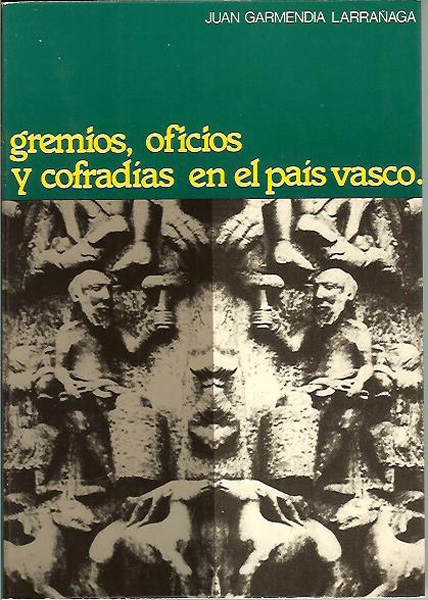 JUAN GARMENDIA LARRAÑAGA
gremios, oficios
y cofradías en el país vasco.